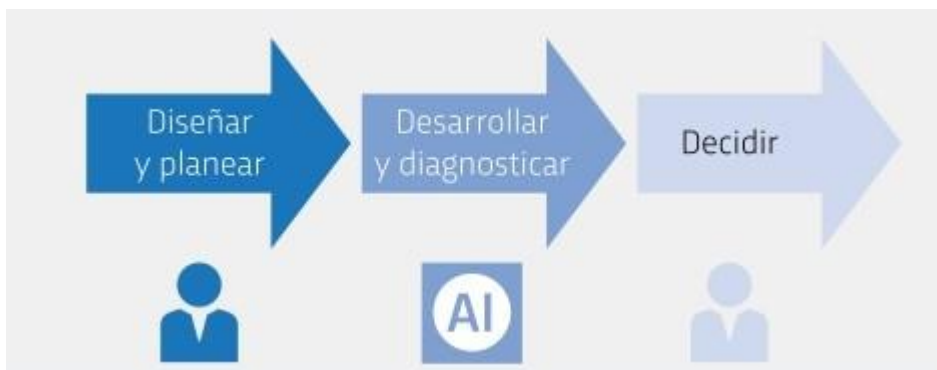 Diseñar
y planear
Desarrollar
y diagnosticar
Decidir
AI